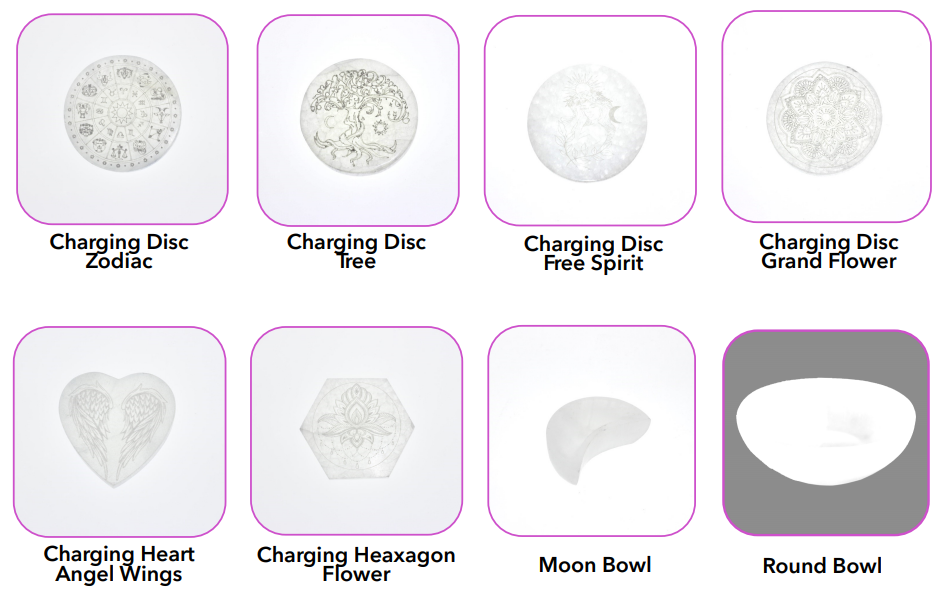 Charging Disc
Zodiac
Charging Disc
Tree
Charging Disc
Free Spirit
Charging Disc
Grand Flower
Charging Heart
Angel Wings
Charging Heaxagon
Flower
Moon Bowl
Round Bowl